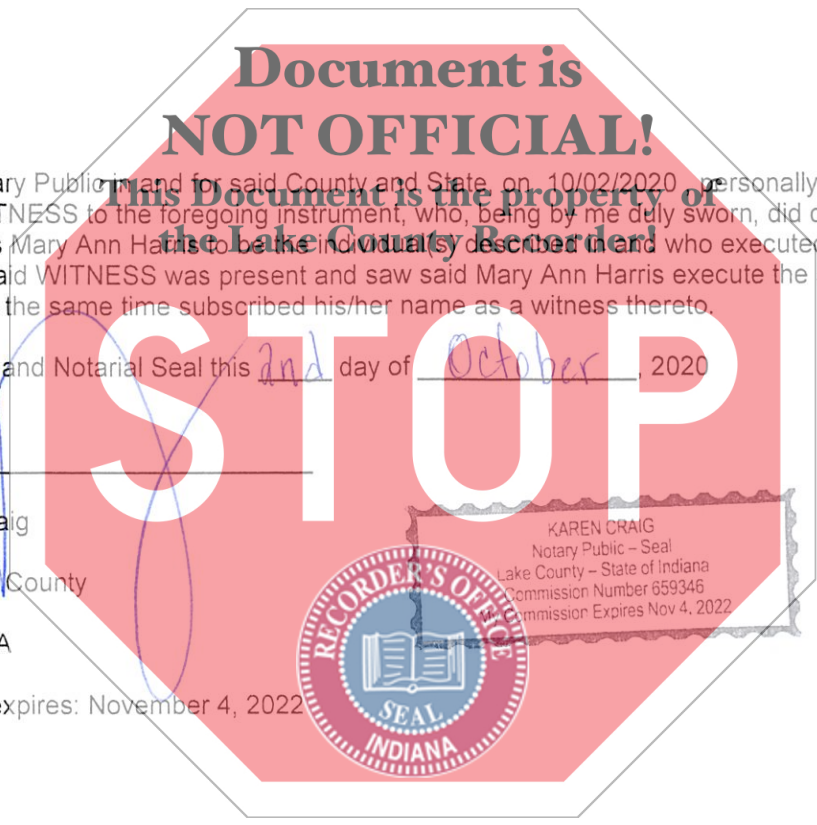 Document is
NOT OFFICIAL!
This Document is the property of
the Lake County Recorder!
ary Public in and for said County and State, on 10/02/2020 , personally
TNESS to the foregoing instrument, who, being by me duly sworn, did d
s Mary Ann Harris to be the individual(s) described in and who executed
aid WITNESS was present and saw said Mary Ann Harris execute the
the same time subscribed his/her name as a witness thereto.
and Notarial Seal this 2nd day of October, 2020
STOP
aig
County
A
expires: November 4, 2022
KAREN CRAIG
Notary Public – Seal
Lake County – State of Indiana
Commission Number 659346
My Commission Expires Nov 4, 2022
RECORDER'S OFFICE
SEAL
INDIANA